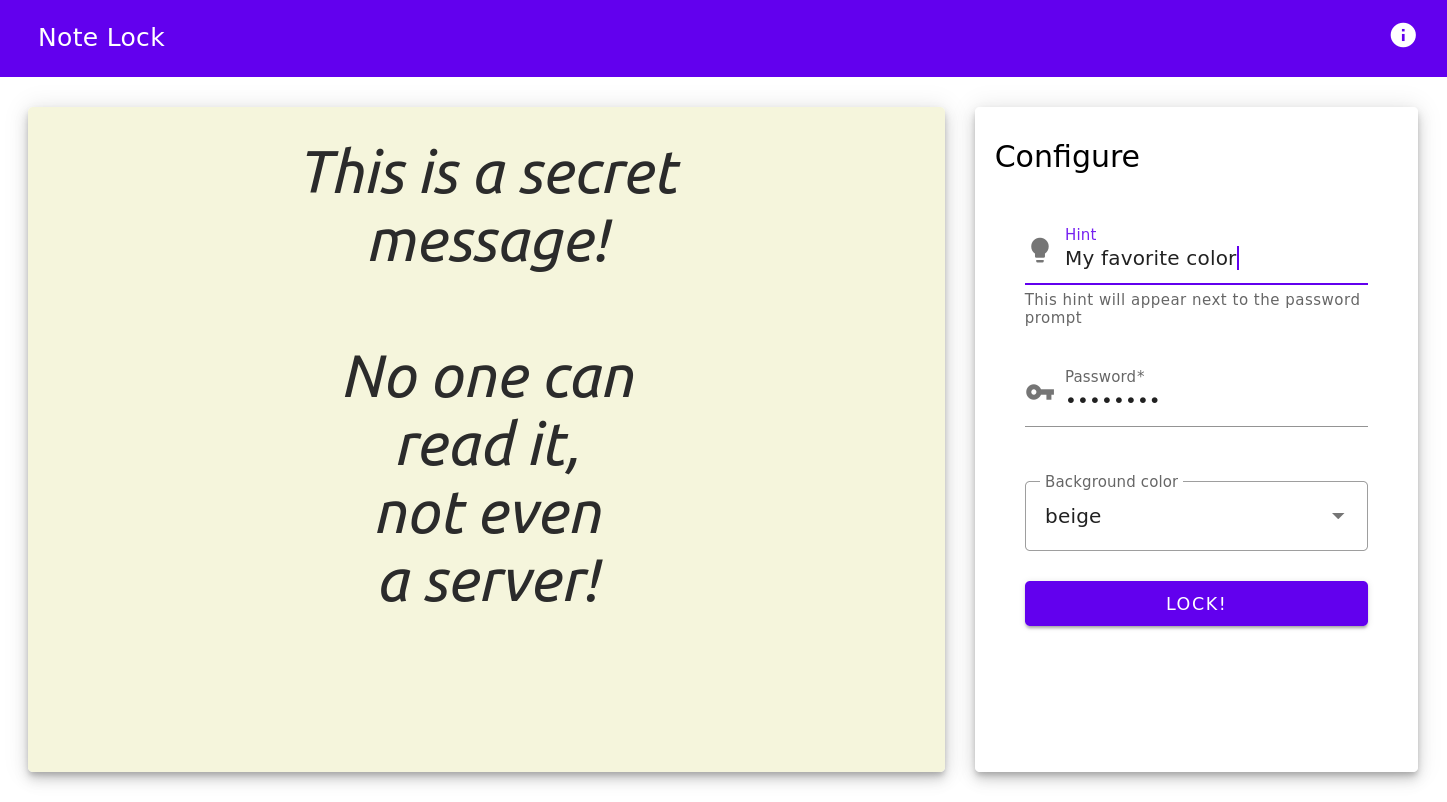 Note Lock
This is a secret
message!
No one can
read it,
not even
a server!
Configure
Hint
My favorite color
This hint will appear next to the password
prompt
Password*
••••••••
Background color
beige
LOCK!